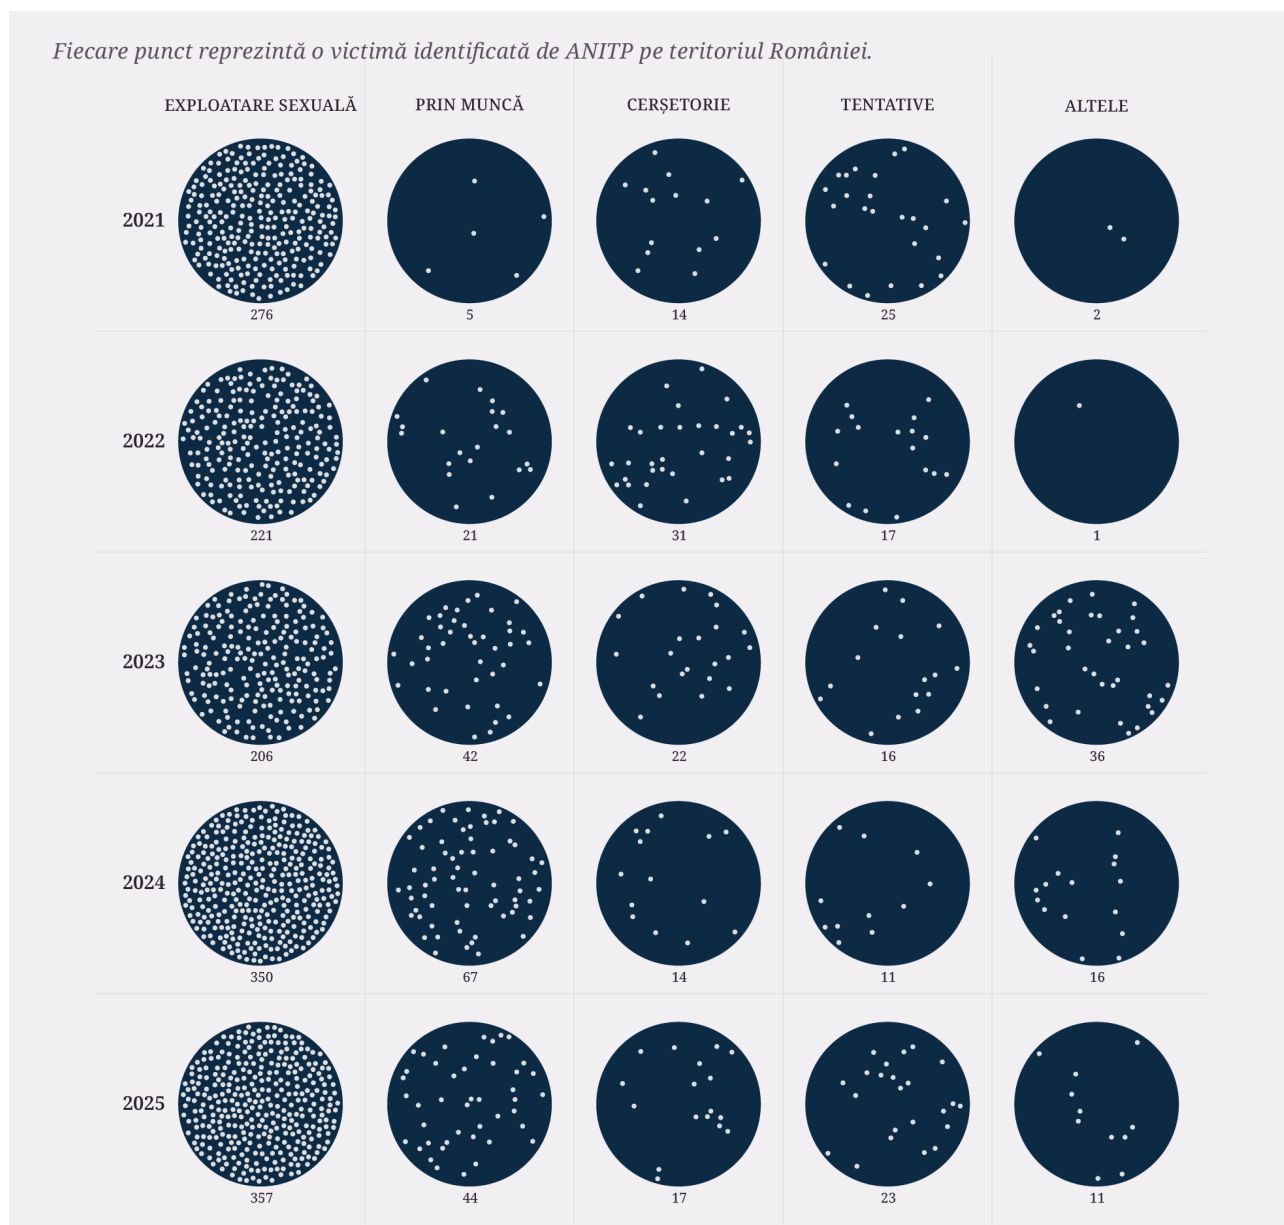 Fiecare punct reprezintă o victimă identificată de ANITP pe teritoriul României.
EXPLOATARE SEXUALĂ PRIN MUNCĂ CERȘETORIE TENTATIVE ALTELE
2021
276 5 14 25 2
2022
221 21 31 17 1
2023
206 42 22 16 36
2024
350 67 14 11 16
2025
357 44 17 23 11